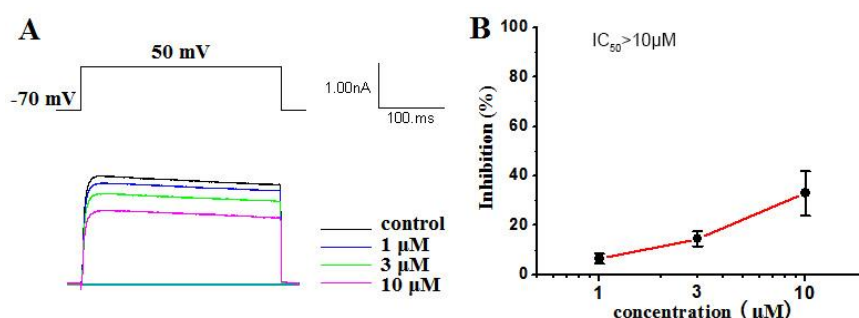 A
50 mV
-70 mV
1.00nA
100.ms
control
1 μM
3 μM
10 μM
B
IC50>10μM
Inhibition (%)
100
80
60
40
20
0
1
3
10
concentration ( μM)